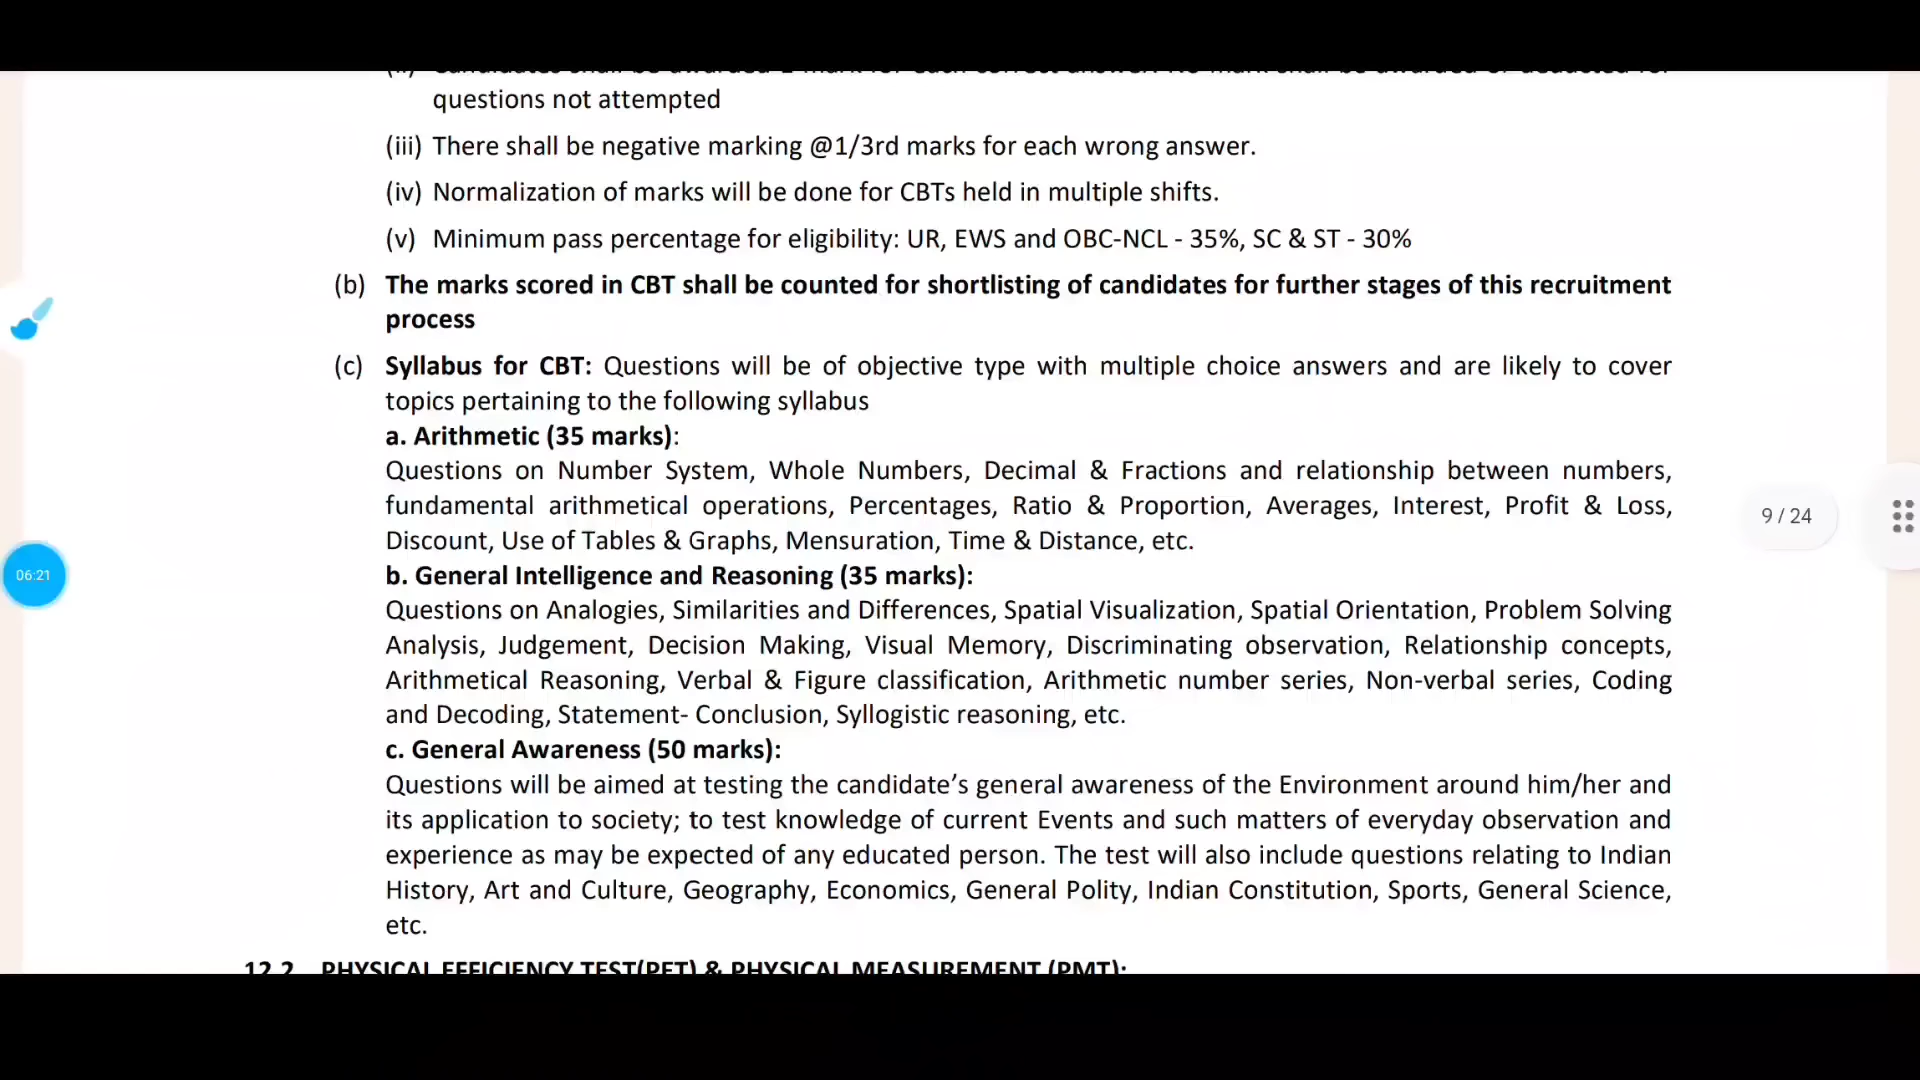 questions not attempted
(iii) There shall be negative marking @1/3rd marks for each wrong answer.
(iv) Normalization of marks will be done for CBTs held in multiple shifts.
(v) Minimum pass percentage for eligibility: UR, EWS and OBC-NCL - 35%, SC & ST - 30%
(b) The marks scored in CBT shall be counted for shortlisting of candidates for further stages of this recruitment
process
(c) Syllabus for CBT: Questions will be of objective type with multiple choice answers and are likely to cover
topics pertaining to the following syllabus
a. Arithmetic (35 marks):
Questions on Number System, Whole Numbers, Decimal & Fractions and relationship between numbers,
fundamental arithmetical operations, Percentages, Ratio & Proportion, Averages, Interest, Profit & Loss,
9 / 24
Discount, Use of Tables & Graphs, Mensuration, Time & Distance, etc.
06:21
b. General Intelligence and Reasoning (35 marks):
Questions on Analogies, Similarities and Differences, Spatial Visualization, Spatial Orientation, Problem Solving
Analysis, Judgement, Decision Making, Visual Memory, Discriminating observation, Relationship concepts,
Arithmetical Reasoning, Verbal & Figure classification, Arithmetic number series, Non-verbal series, Coding
and Decoding, Statement- Conclusion, Syllogistic reasoning, etc.
c. General Awareness (50 marks):
Questions will be aimed at testing the candidate’s general awareness of the Environment around him/her and
its application to society; to test knowledge of current Events and such matters of everyday observation and
experience as may be expected of any educated person. The test will also include questions relating to Indian
History, Art and Culture, Geography, Economics, General Polity, Indian Constitution, Sports, General Science,
etc.
12.2 PHYSICAL EFFICIENCY TEST(PET) & PHYSICAL MEASUREMENT (PMT):